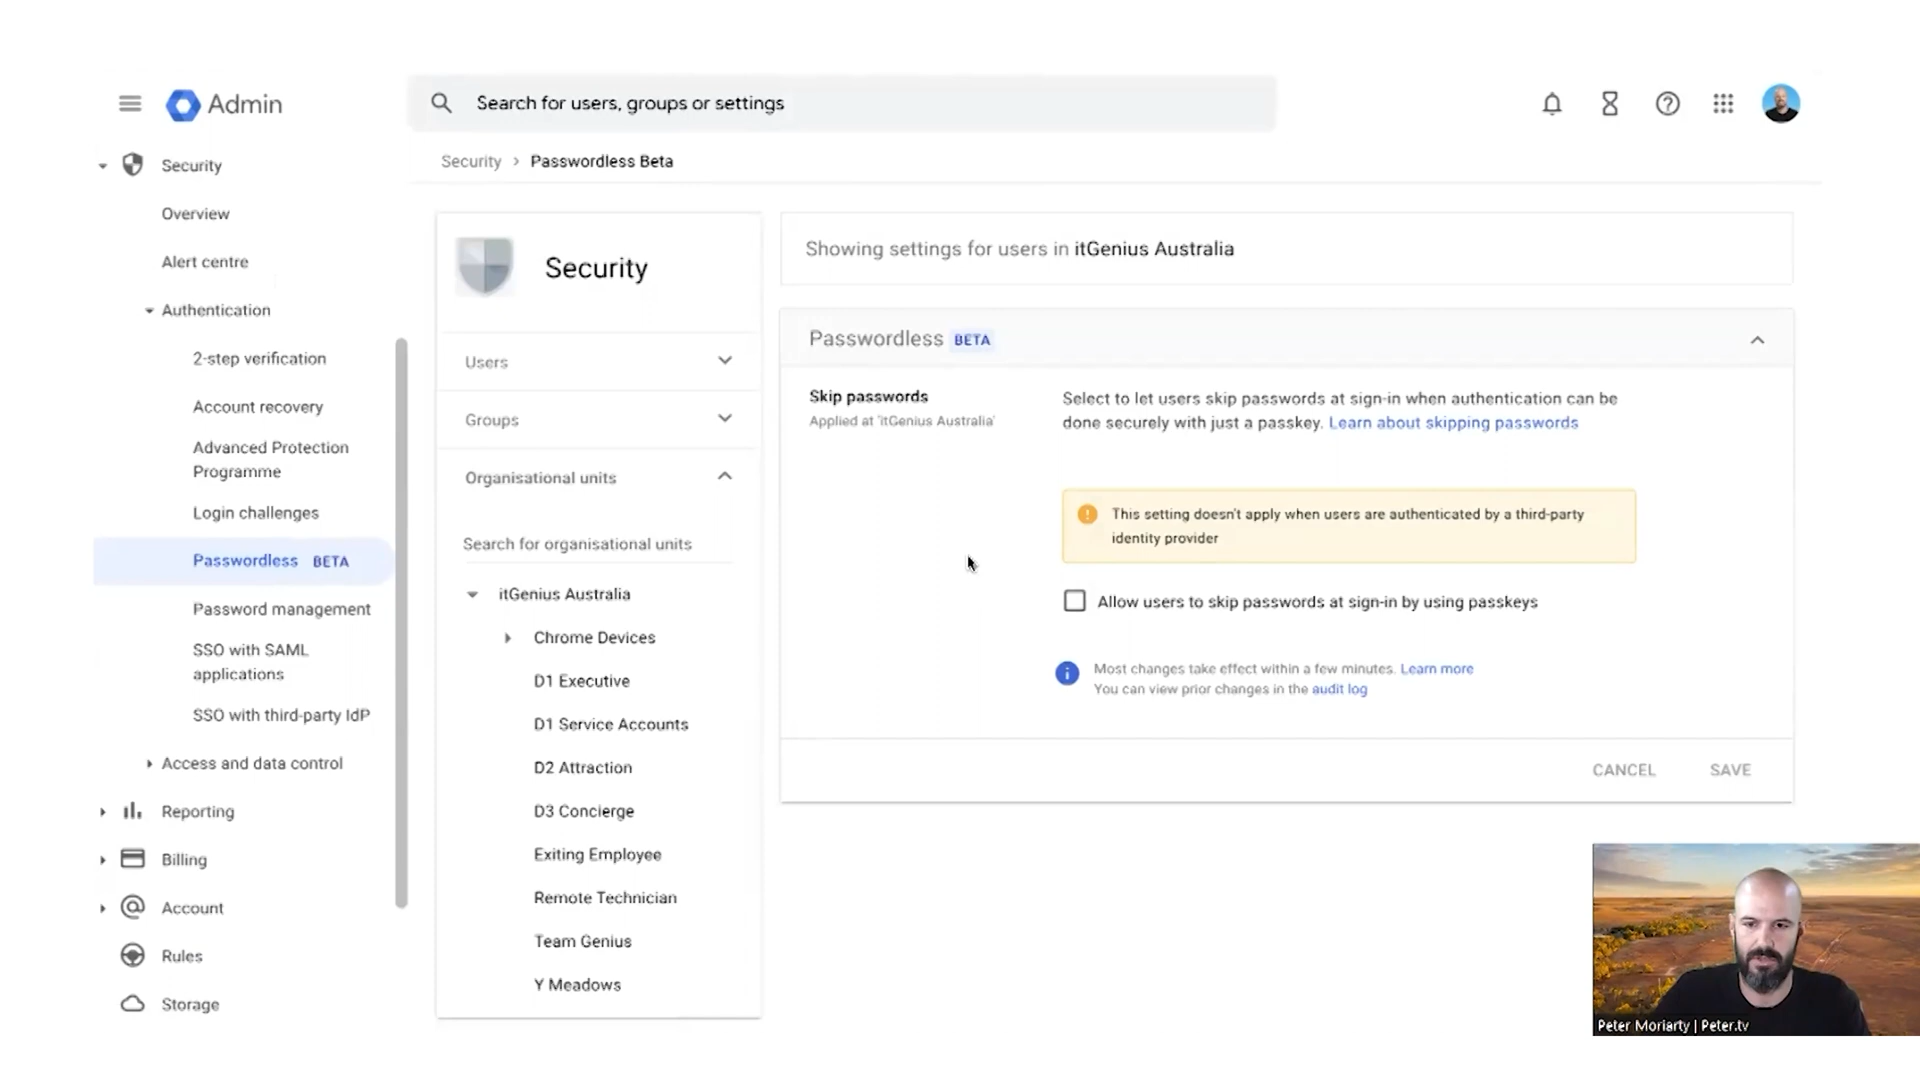 Admin
Search for users, groups or settings
Security
Overview
Alert centre
Authentication
2-step verification
Account recovery
Advanced Protection
Programme
Login challenges
Passwordless BETA
Password management
SSO with SAML
applications
SSO with third-party IdP
Access and data control
Reporting
Billing
Account
Rules
Storage
Security › Passwordless Beta
Security
Users
Groups
Organisational units
Search for organisational units
itGenius Australia
Chrome Devices
D1 Executive
D1 Service Accounts
D2 Attraction
D3 Concierge
Exiting Employee
Remote Technician
Team Genius
Y Meadows
Showing settings for users in itGenius Australia
Passwordless BETA
Skip passwords
Applied at 'itGenius Australia'
Select to let users skip passwords at sign-in when authentication can be
done securely with just a passkey. Learn about skipping passwords
This setting doesn't apply when users are authenticated by a third-party
identity provider
Allow users to skip passwords at sign-in by using passkeys
Most changes take effect within a few minutes. Learn more
You can view prior changes in the audit log
CANCEL SAVE
Peter Moriarty | Peter.tv